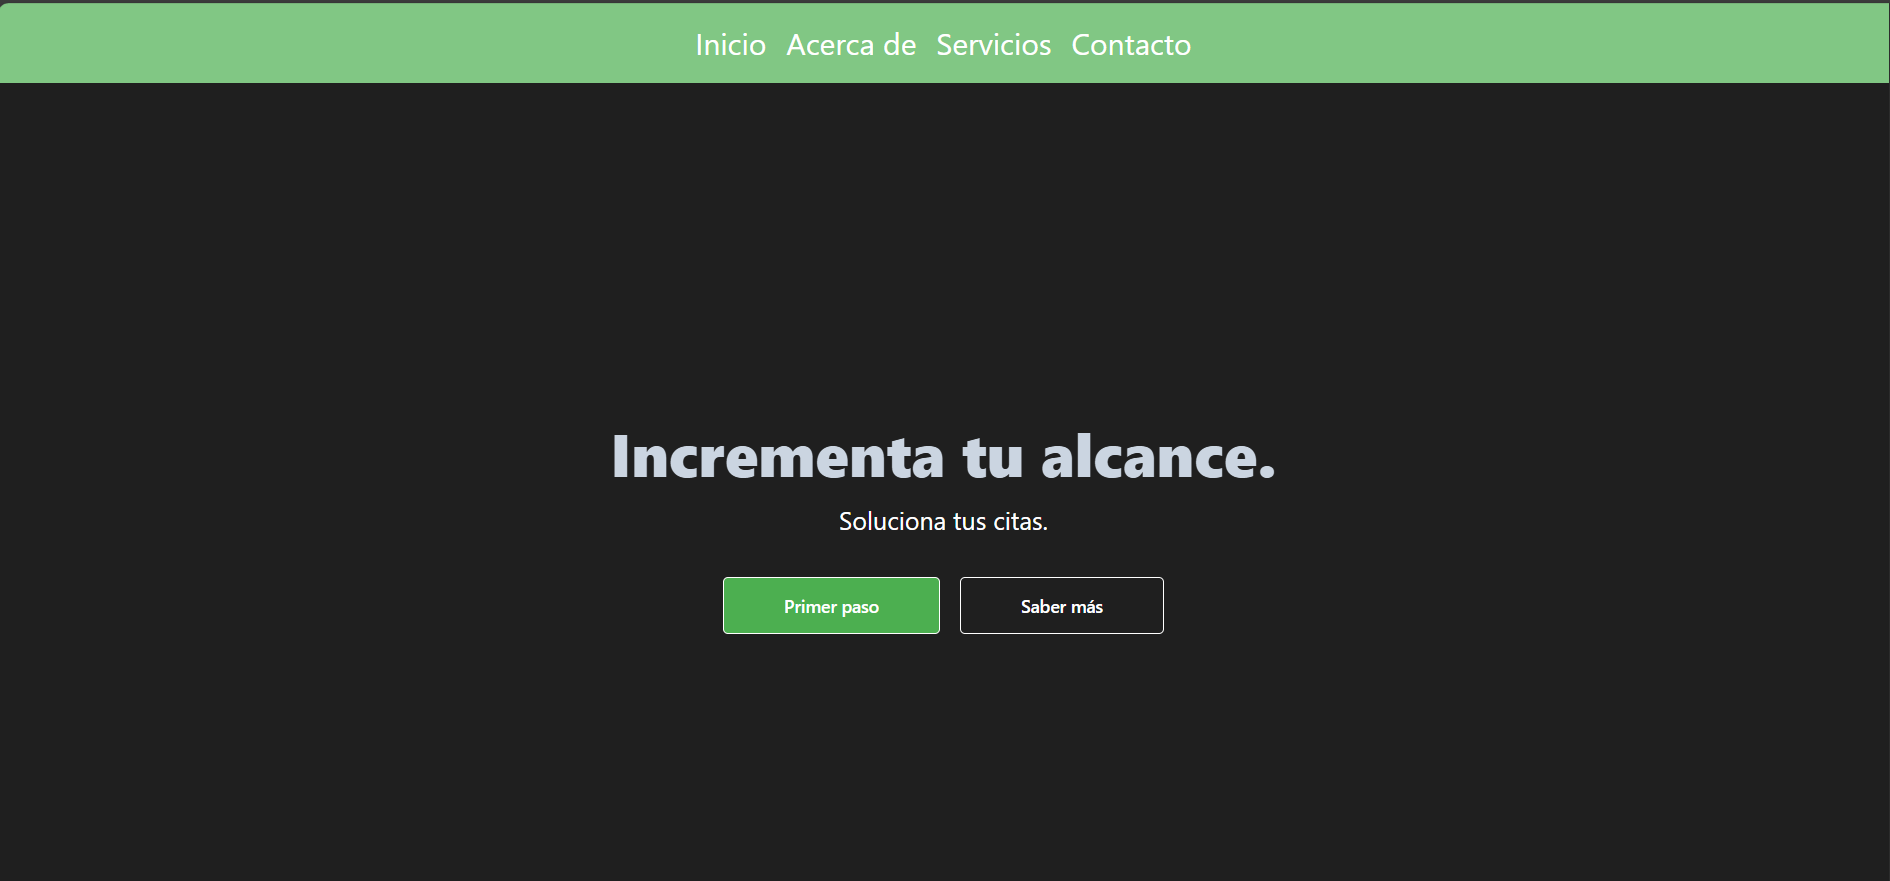 Inicio Acerca de Servicios Contacto
Incrementa tu alcance.
Soluciona tus citas.
Primer paso Saber más